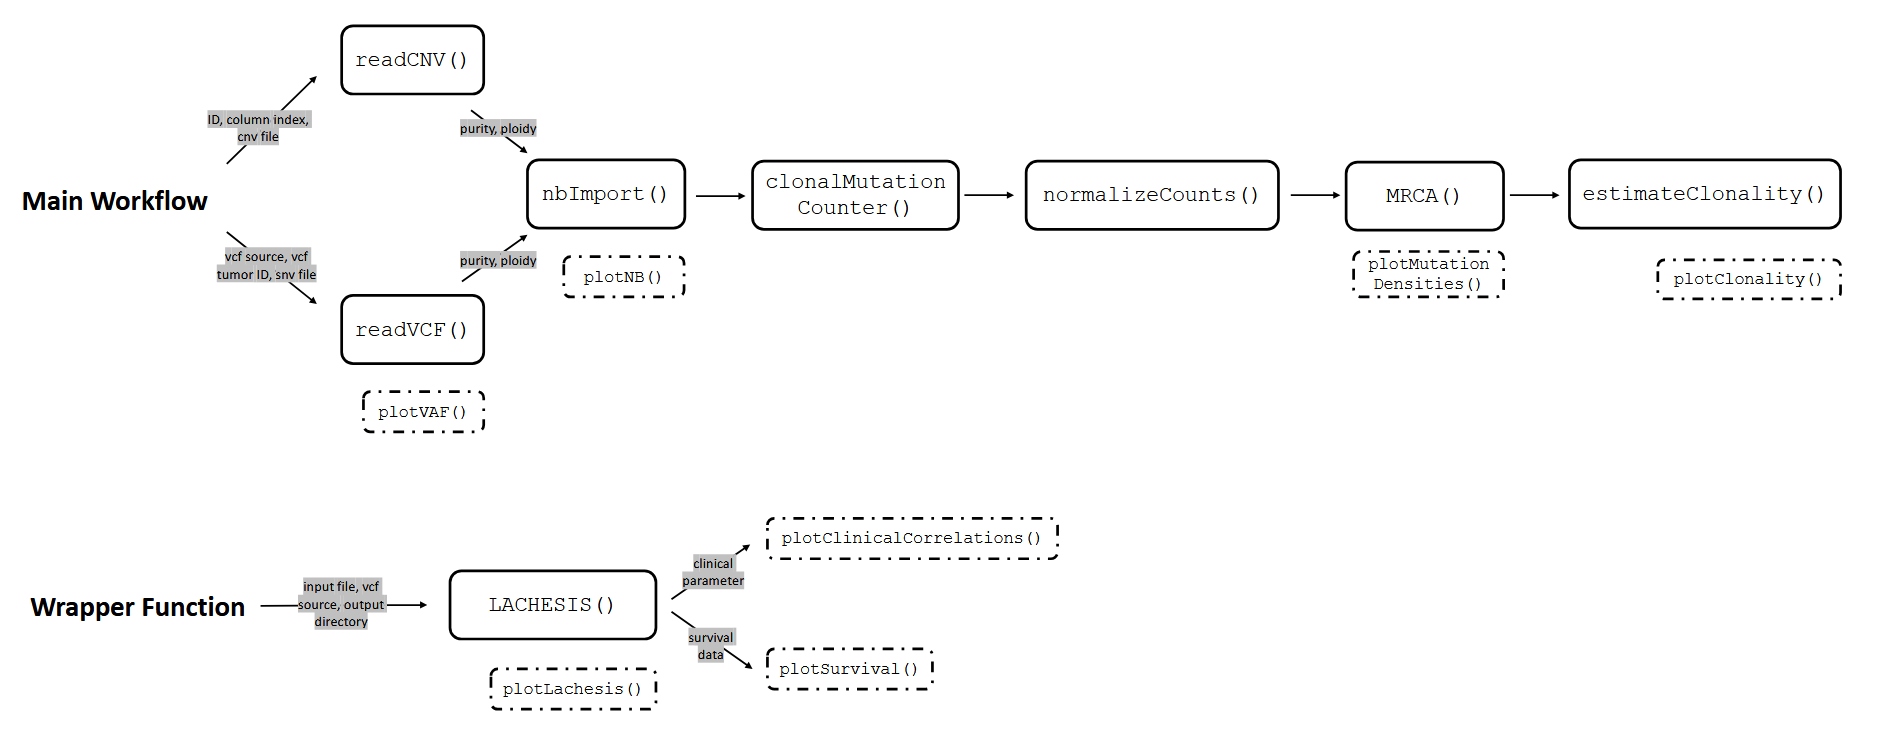 readCNV()
ID, column index,
cnv file
purity, ploidy
Main Workflow
nbImport()
clonalMutation
Counter()
normalizeCounts()
MRCA()
estimateClonality()
vcf source, vcf
tumor ID, snv file
purity, ploidy
plotNB()
plotMutation
Densities()
plotClonality()
readVCF()
plotVAF()
Wrapper Function
input file, vcf
source, output
directory
LACHESIS()
plotLachesis()
clinical
parameter
plotClinicalCorrelations()
survival
data
plotSurvival()